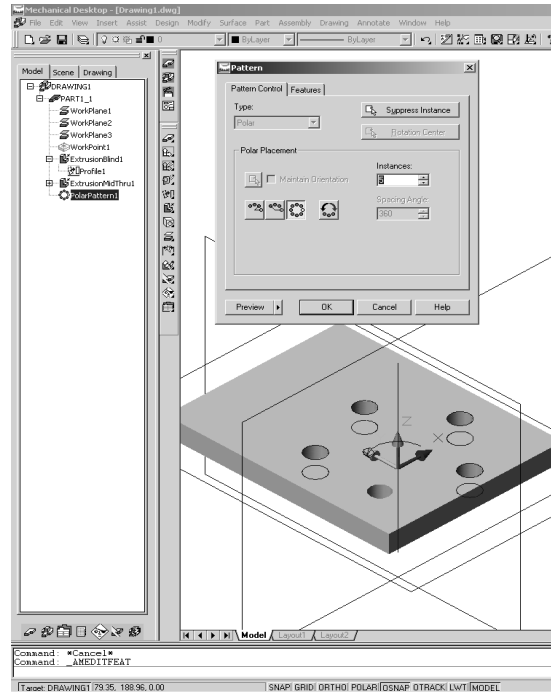 Mechanical Desktop - [Drawing1.dwg]
File Edit View Insert Assist Design Modify Surface Part Assembly Drawing Annotate Window Help
0 ByLayer ByLayer
Model Scene Drawing
DRAWING1
PART1_1
WorkPlane1
WorkPlane2
WorkPlane3
WorkPoint1
ExtrusionBlind1
Profile1
ExtrusionMidThru1
PolarPattern1
Pattern
Pattern Control Features
Type:
Polar
Suppress Instance
Rotation Center
Polar Placement
Maintain Orientation
Instances:
Spacing Angle:
360
Preview OK Cancel Help
Z
X
Model Layout1 Layout2
Command: *Cancel*
Command: _AMEDITFEAT
Target: DRAWING1 79.35, 188.96, 0.00 SNAP GRID ORTHO POLAR OSNAP OTRACK LWT MODEL